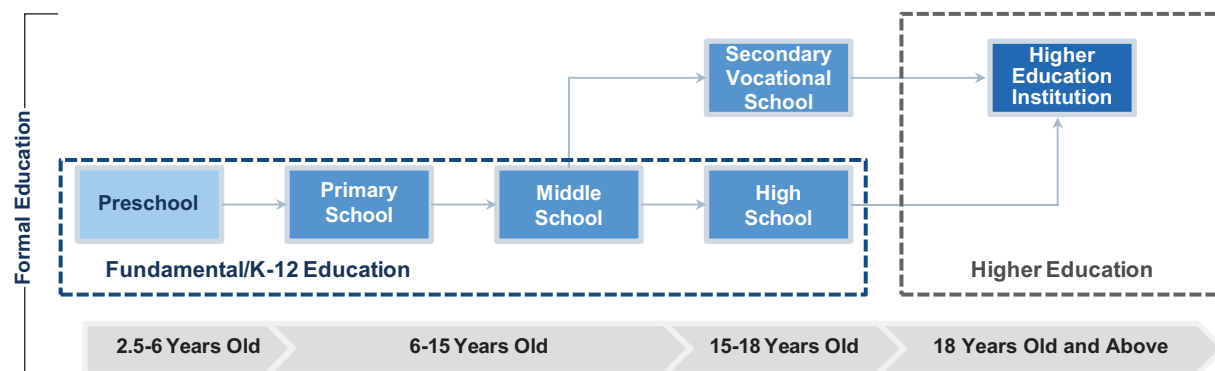 Formal Education
Secondary
Vocational
School
Higher
Education
Institution
Preschool
Primary
School
Middle
School
High
School
Fundamental/K-12 Education
Higher Education
2.5-6 Years Old
6-15 Years Old
15-18 Years Old
18 Years Old and Above